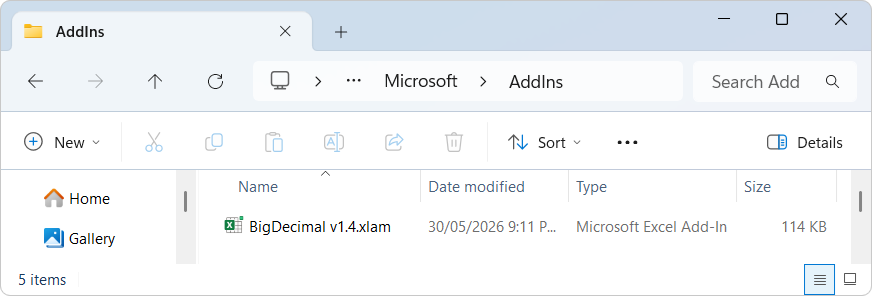 AddIns
Microsoft AddIns Search Add
New Sort Details
Name Date modified Type Size
Home
BigDecimal v1.4.xlam 30/05/2026 9:11 P... Microsoft Excel Add-In 114 KB
Gallery
5 items